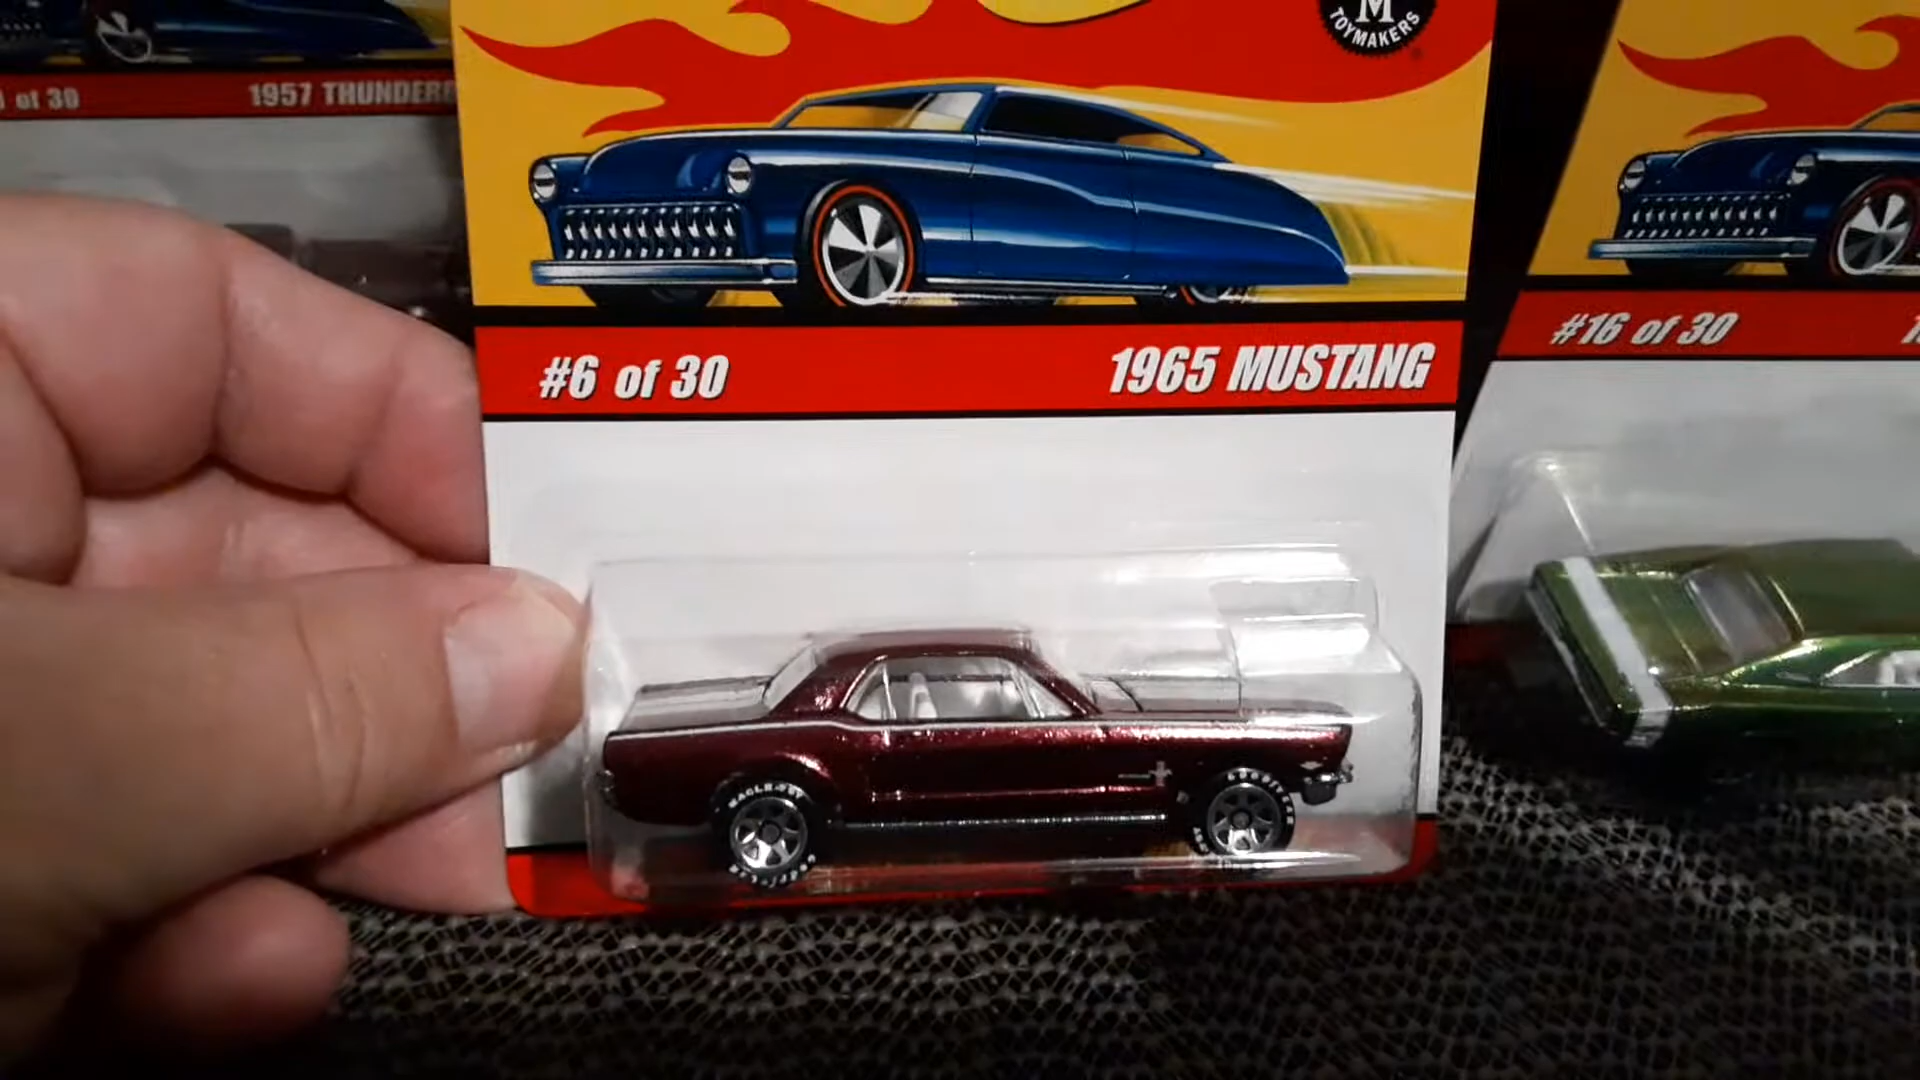 M
TOYMAKERS
of 30
1957 THUNDER
#6 of 30
1965 MUSTANG
#16 of 30